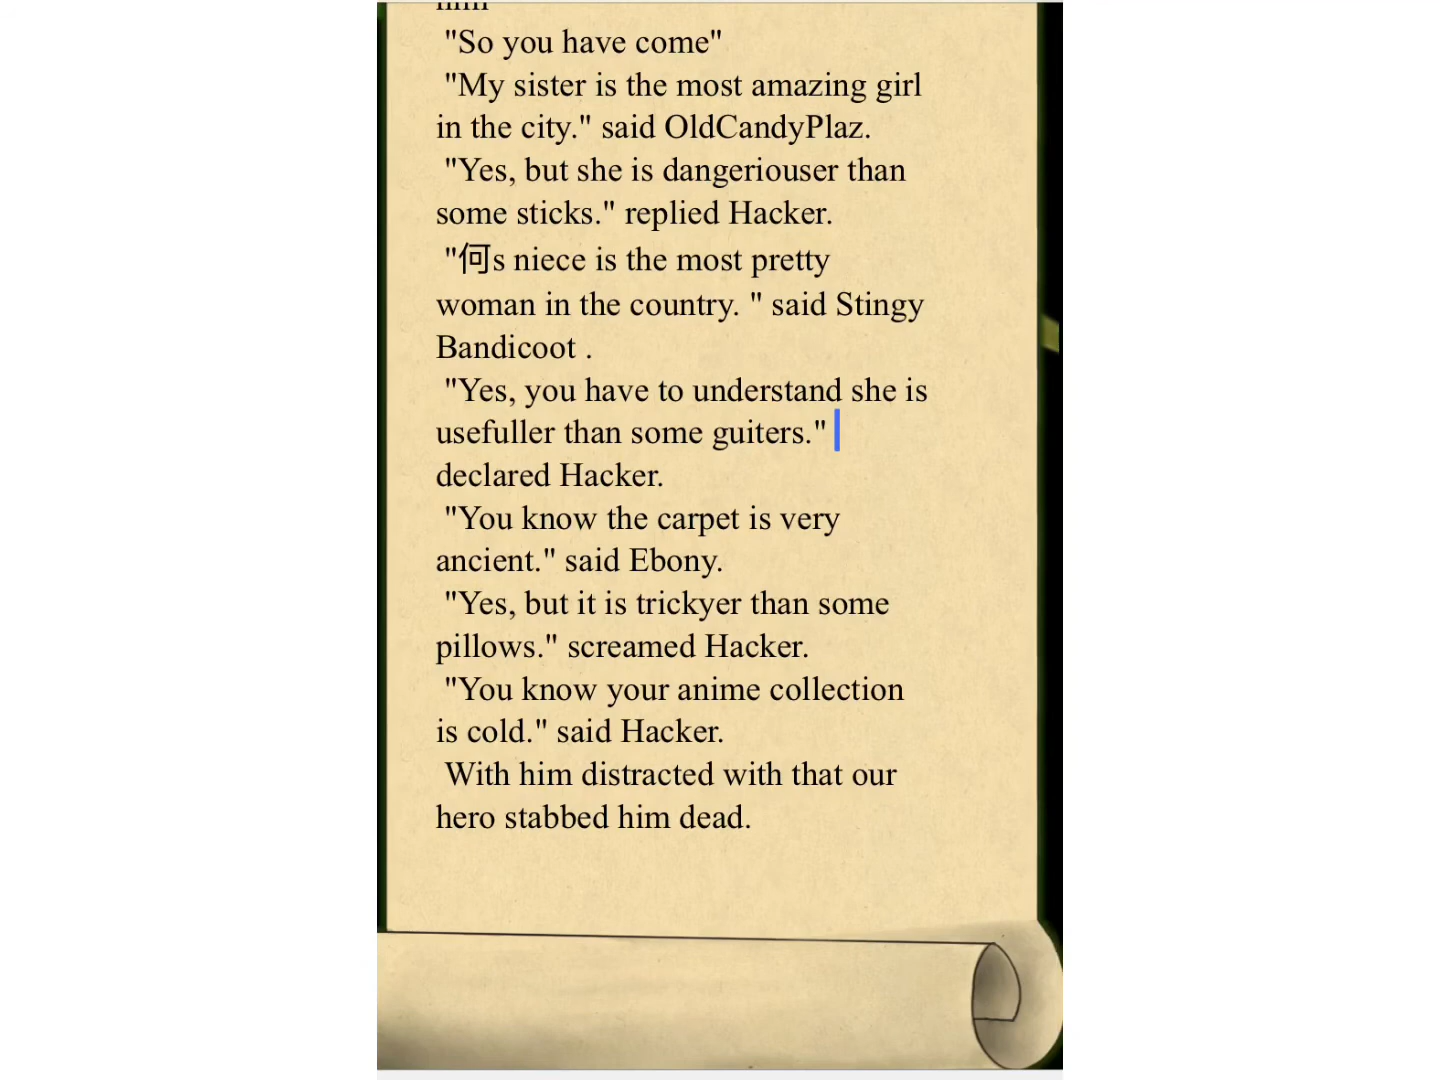 him
"So you have come"
"My sister is the most amazing girl
in the city." said OldCandyPlaz.
"Yes, but she is dangeriouser than
some sticks." replied Hacker.
"何s niece is the most pretty
woman in the country. " said Stingy
Bandicoot .
"Yes, you have to understand she is
usefuller than some guiters."
declared Hacker.
"You know the carpet is very
ancient." said Ebony.
"Yes, but it is trickyer than some
pillows." screamed Hacker.
"You know your anime collection
is cold." said Hacker.
With him distracted with that our
hero stabbed him dead.